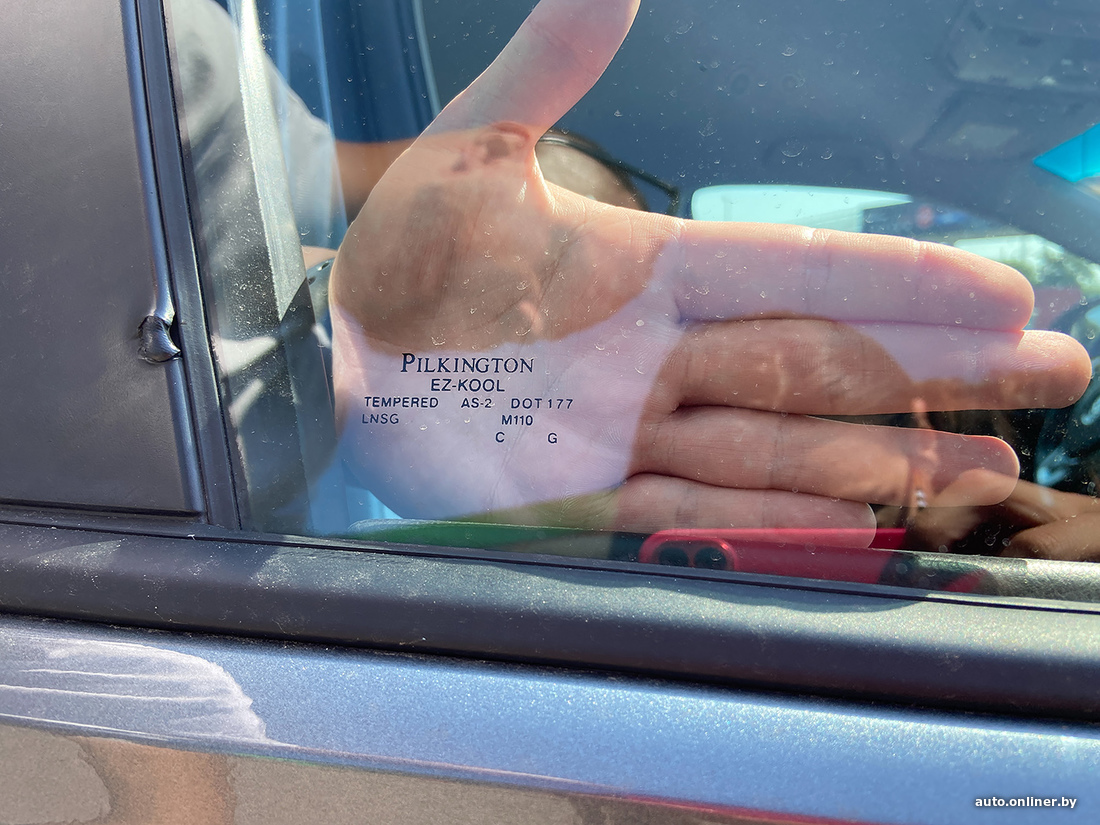 PILKINGTON
EZ-KOOL
TEMPERED AS-2 DOT 177
LNSG M110
C G
auto.onliner.by